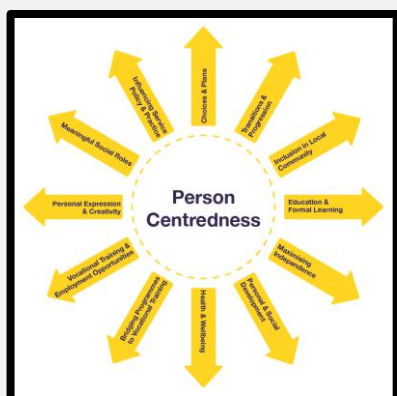 Person
Centredness
Choices & Plans
Transitions &
Progression
Inclusion in Local
Community
Education &
Formal Learning
Maximising
Independence
Personal & Social
Development
Health & Wellbeing
Bridging Programmes
to Vocational Training
Vocational Training &
Employment Opportunities
Personal Expression
& Creativity
Meaningful Social Roles
Influencing Service
Policy & Practice